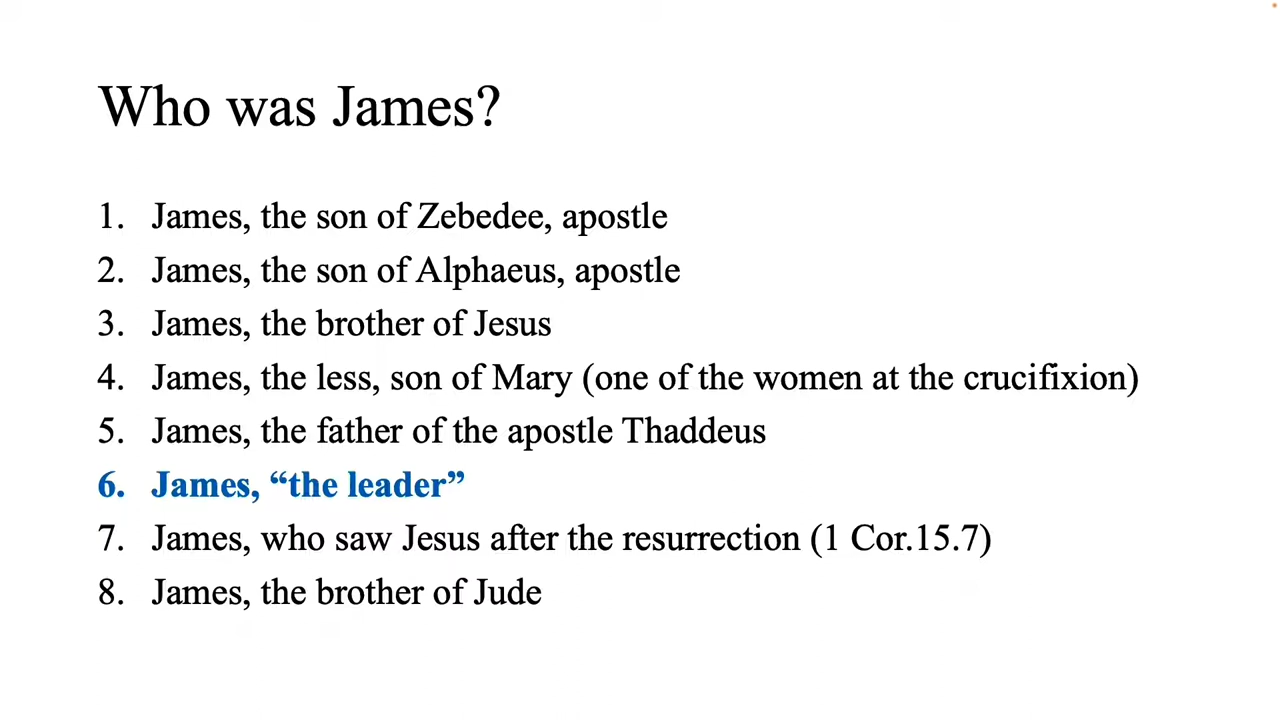 Who was James?
1. James, the son of Zebedee, apostle
2. James, the son of Alphaeus, apostle
3. James, the brother of Jesus
4. James, the less, son of Mary (one of the women at the crucifixion)
5. James, the father of the apostle Thaddeus
6. James, “the leader”
7. James, who saw Jesus after the resurrection (1 Cor.15.7)
8. James, the brother of Jude